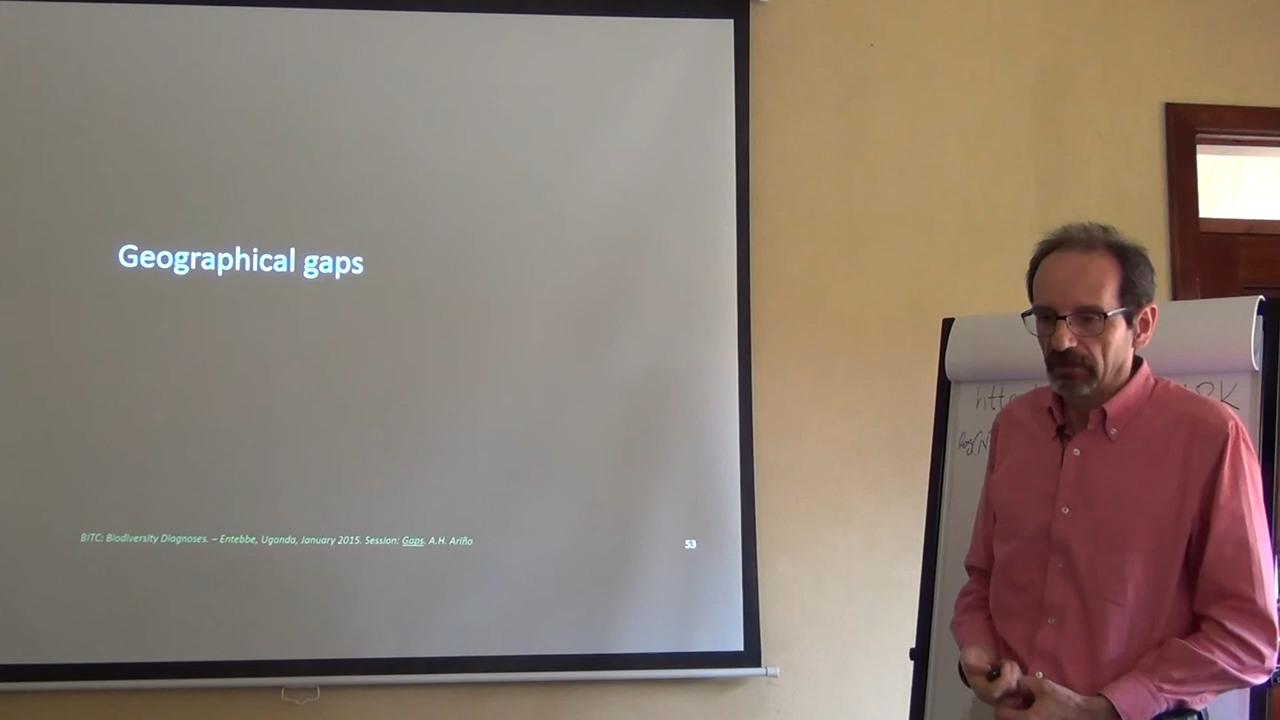 Geographical gaps
BITC: Biodiversity Diagnoses. – Entebbe, Uganda, January 2015. Session: Gaps. A.H. Ariño
53